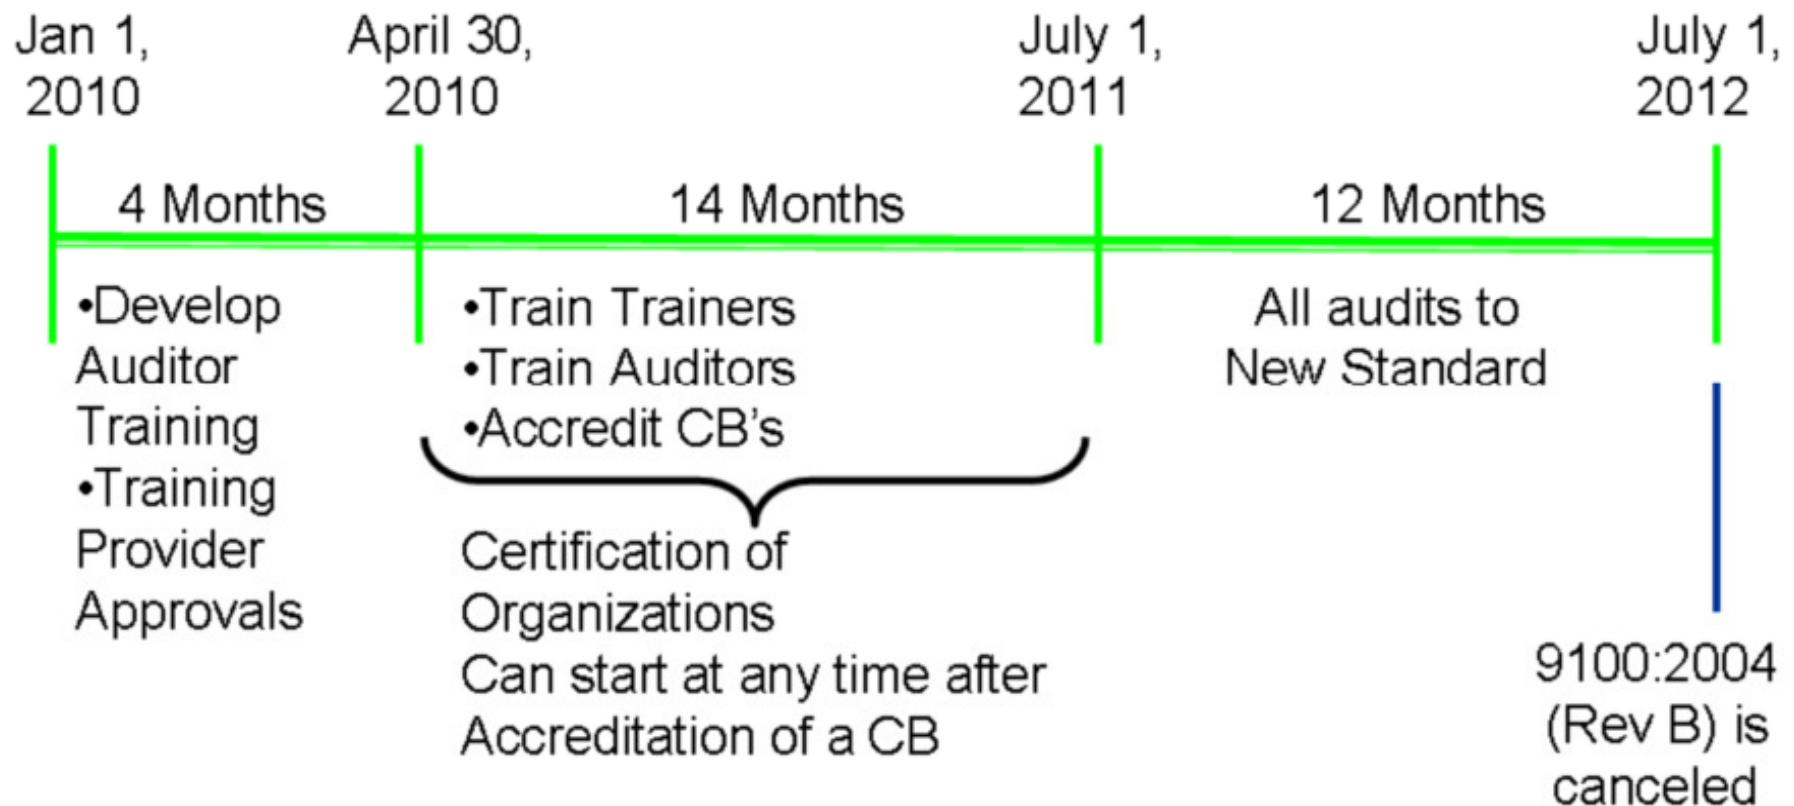 Jan 1,
2010
April 30,
2010
July 1,
2011
July 1,
2012
4 Months
14 Months
12 Months
•Develop
Auditor
Training
•Training
Provider
Approvals
•Train Trainers
•Train Auditors
•Accredit CB's
Certification of
Organizations
Can start at any time after
Accreditation of a CB
All audits to
New Standard
9100:2004
(Rev B) is
canceled